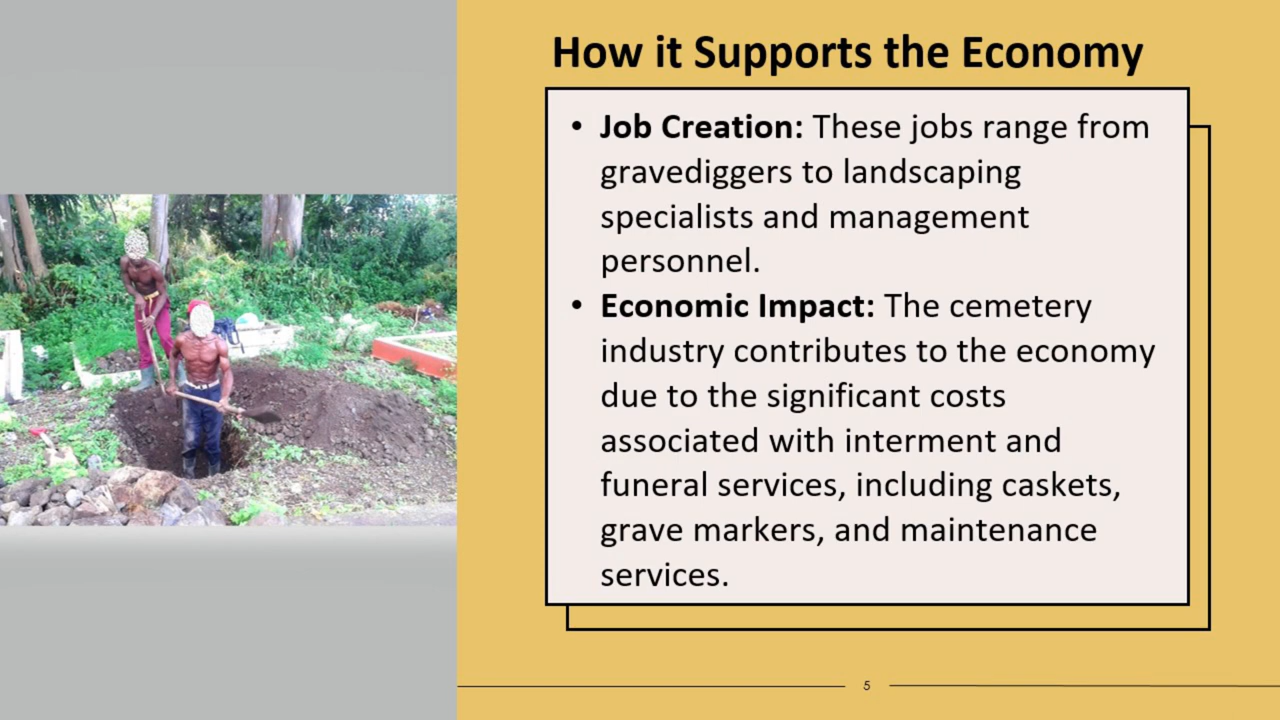 How it Supports the Economy
• Job Creation: These jobs range from
gravediggers to landscaping
specialists and management
personnel.
• Economic Impact: The cemetery
industry contributes to the economy
due to the significant costs
associated with interment and
funeral services, including caskets,
grave markers, and maintenance
services.
5